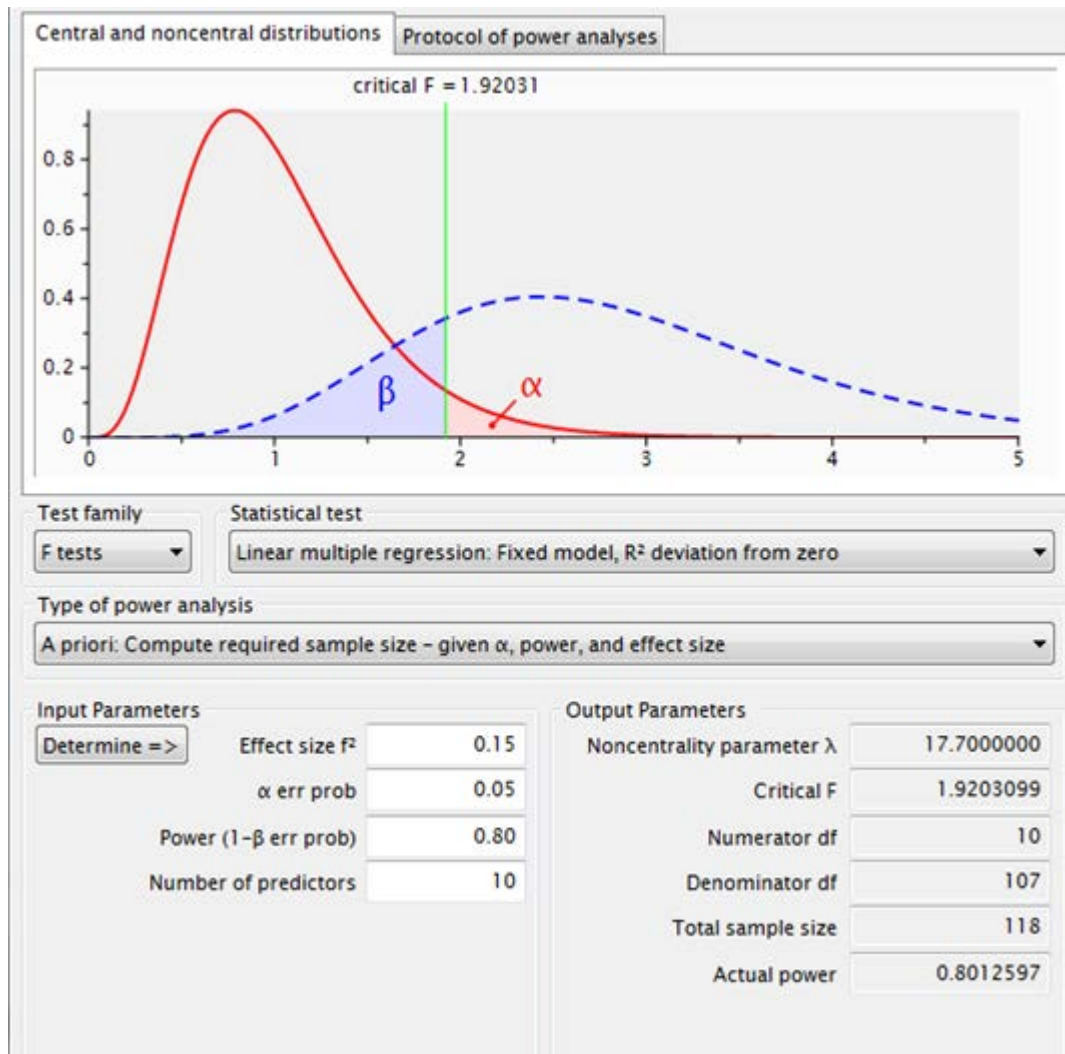 Central and noncentral distributions Protocol of power analyses
critical F = 1.92031
0.8
0.6
0.4
0.2
0
β
α
0 1 2 3 4 5
Test family Statistical test
F tests Linear multiple regression: Fixed model, R² deviation from zero
Type of power analysis
A priori: Compute required sample size - given α, power, and effect size
Input Parameters Output Parameters
Determine => Effect size f² 0.15 Noncentrality parameter λ 17.7000000
α err prob 0.05 Critical F 1.9203099
Power (1-β err prob) 0.80 Numerator df 10
Number of predictors 10 Denominator df 107
Total sample size 118
Actual power 0.8012597